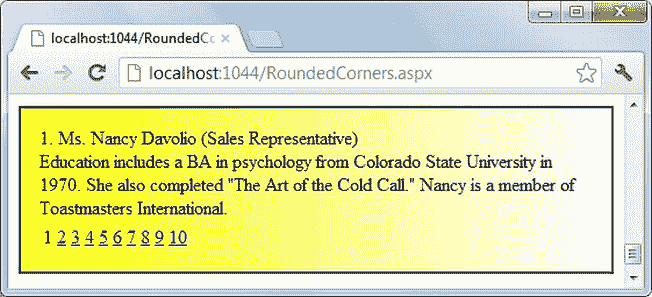 localhost:1044/RoundedCo
localhost:1044/RoundedCorners.aspx
1. Ms. Nancy Davolio (Sales Representative)
Education includes a BA in psychology from Colorado State University in
1970. She also completed "The Art of the Cold Call." Nancy is a member of
Toastmasters International.
1 2 3 4 5 6 7 8 9 10